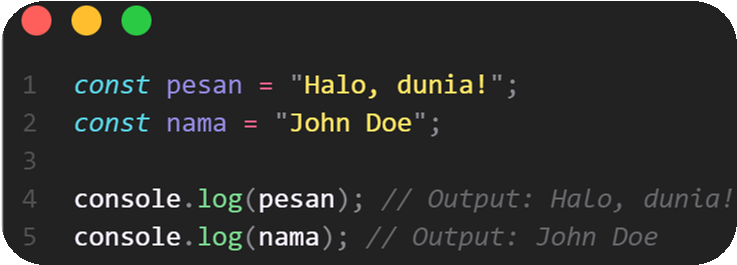 1 const pesan = "Halo, dunia!";
2 const nama = "John Doe";
3
4 console.log(pesan); // Output: Halo, dunia!
5 console.log(nama); // Output: John Doe